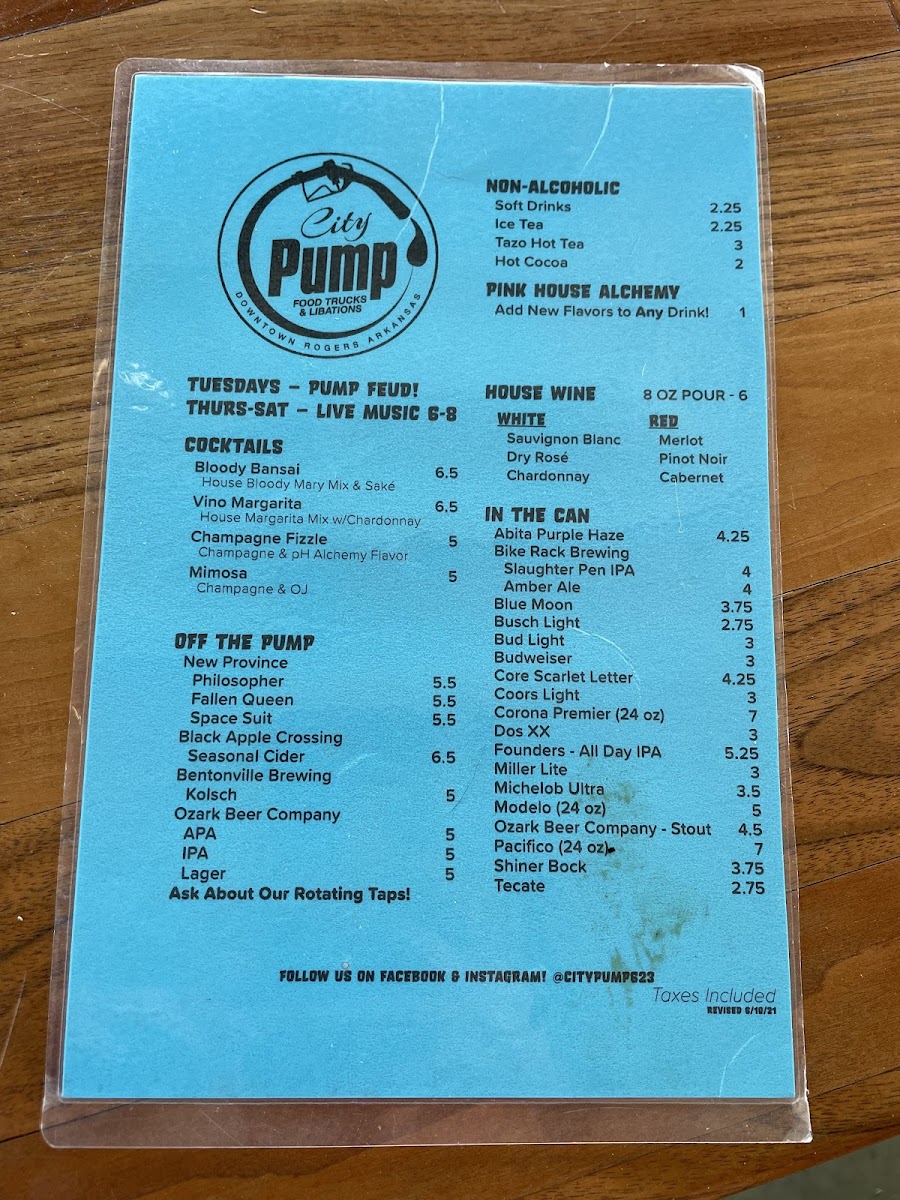 City
Pump
FOOD TRUCKS
& LIBATIONS
DOWNTOWN ROGERS ARKANSAS
TUESDAYS – PUMP FEUD!
THURS-SAT – LIVE MUSIC 6-8
COCKTAILS
Bloody Bansai 6.5
House Bloody Mary Mix & Saké
Vino Margarita 6.5
House Margarita Mix w/Chardonnay
Champagne Fizzle 5
Champagne & pH Alchemy Flavor
Mimosa 5
Champagne & OJ
OFF THE PUMP
New Province
Philosopher 5.5
Fallen Queen 5.5
Space Suit 5.5
Black Apple Crossing
Seasonal Cider 6.5
Bentonville Brewing
Kolsch 5
Ozark Beer Company
APA 5
IPA 5
Lager 5
Ask About Our Rotating Taps!
NON-ALCOHOLIC
Soft Drinks 2.25
Ice Tea 2.25
Tazo Hot Tea 3
Hot Cocoa 2
PINK HOUSE ALCHEMY
Add New Flavors to Any Drink! 1
HOUSE WINE 8 OZ POUR - 6
WHITE RED
Sauvignon Blanc Merlot
Dry Rosé Pinot Noir
Chardonnay Cabernet
IN THE CAN
Abita Purple Haze 4.25
Bike Rack Brewing
Slaughter Pen IPA 4
Amber Ale 4
Blue Moon 3.75
Busch Light 2.75
Bud Light 3
Budweiser 3
Core Scarlet Letter 4.25
Coors Light 3
Corona Premier (24 oz) 7
Dos XX 3
Founders - All Day IPA 5.25
Miller Lite 3
Michelob Ultra 3.5
Modelo (24 oz) 5
Ozark Beer Company - Stout 4.5
Pacifico (24 oz) 7
Shiner Bock 3.75
Tecate 2.75
FOLLOW US ON FACEBOOK & INSTAGRAM! @CITYPUMP623
Taxes Included
REVISED 6/10/21